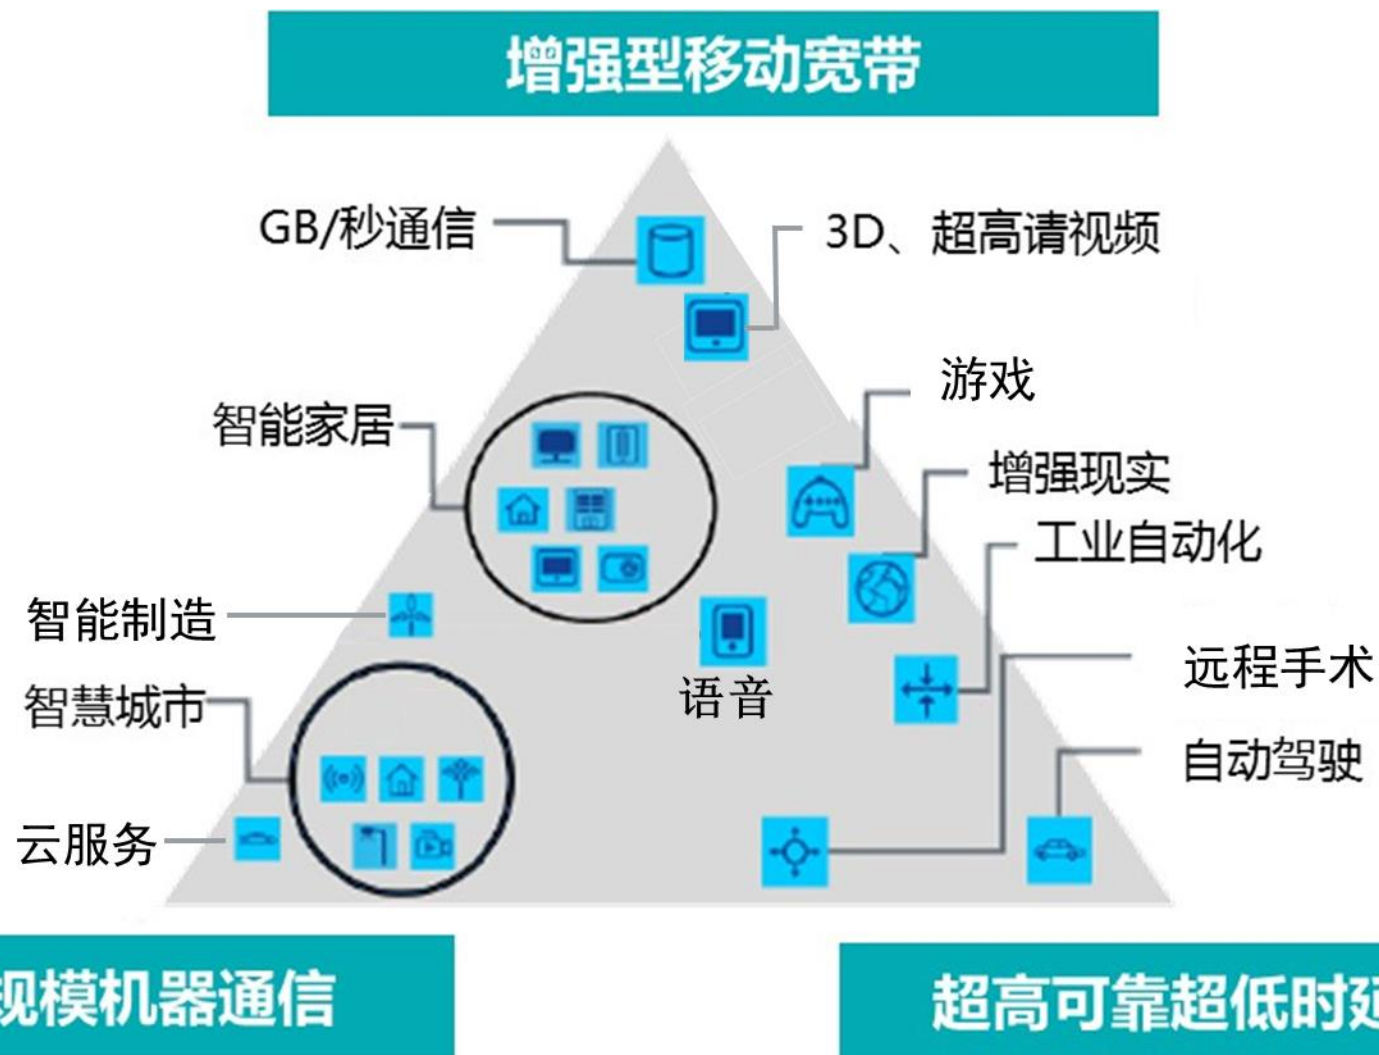 增强型移动宽带
GB/秒通信
3D、超高请视频
游戏
智能家居
增强现实
工业自动化
智能制造
远程手术
语音
智慧城市
自动驾驶
云服务
规模机器通信
超高可靠超低时延